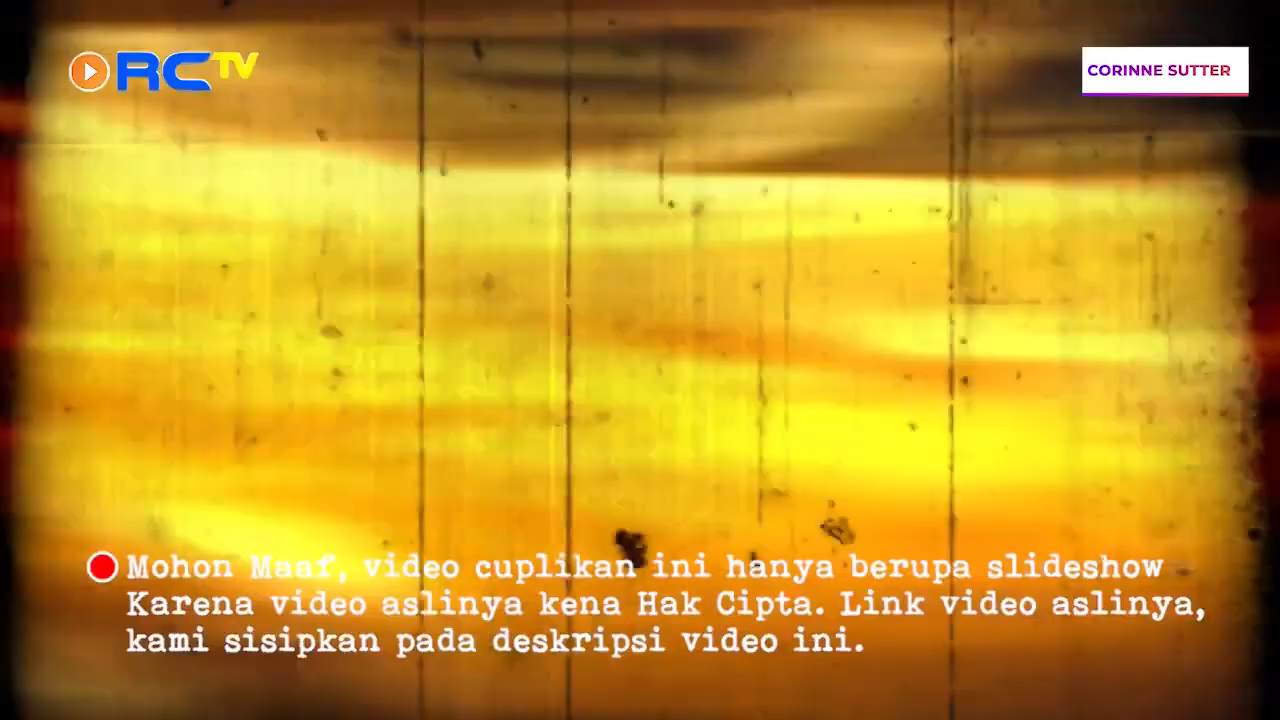 RCTV
CORINNE SUTTER
Mohon Maaf, video cuplikan ini hanya berupa slideshow
Karena video aslinya kena Hak Cipta. Link video aslinya,
kami sisipkan pada deskripsi video ini.